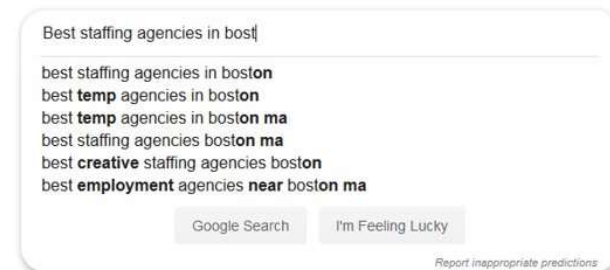 Best staffing agencies in bost
best staffing agencies in boston
best temp agencies in boston
best temp agencies in boston ma
best staffing agencies boston ma
best creative staffing agencies boston
best employment agencies near boston ma
Google Search I'm Feeling Lucky
Report inappropriate predictions